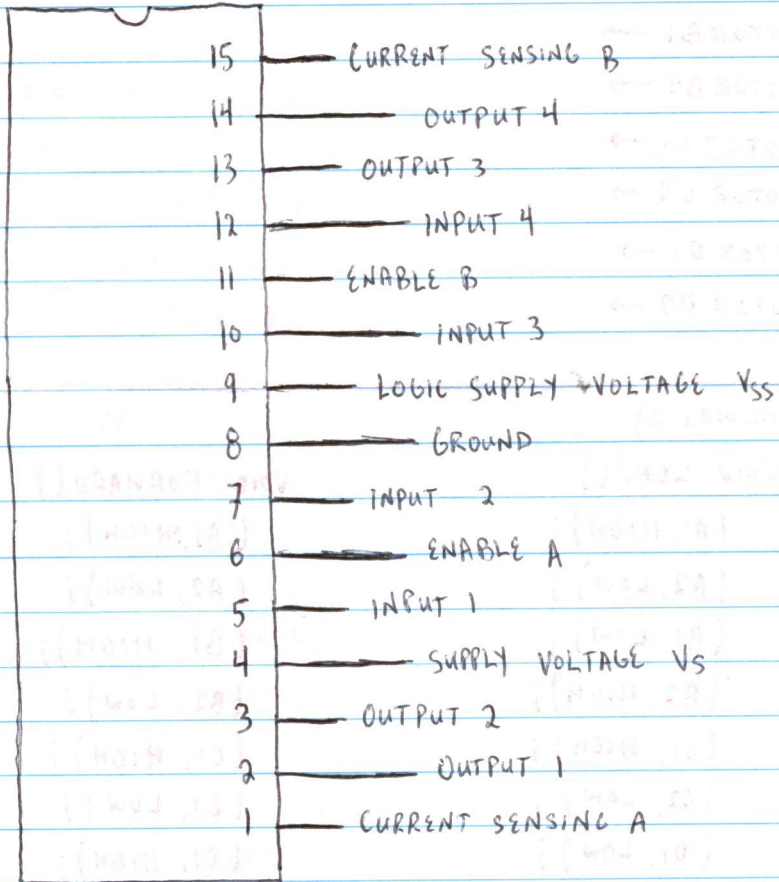 15 CURRENT SENSING B
14 OUTPUT 4
13 OUTPUT 3
12 INPUT 4
11 ENABLE B
10 INPUT 3
9 LOGIC SUPPLY VOLTAGE VSS
8 GROUND
7 INPUT 2
6 ENABLE A
5 INPUT 1
4 SUPPLY VOLTAGE VS
3 OUTPUT 2
2 OUTPUT 1
1 CURRENT SENSING A